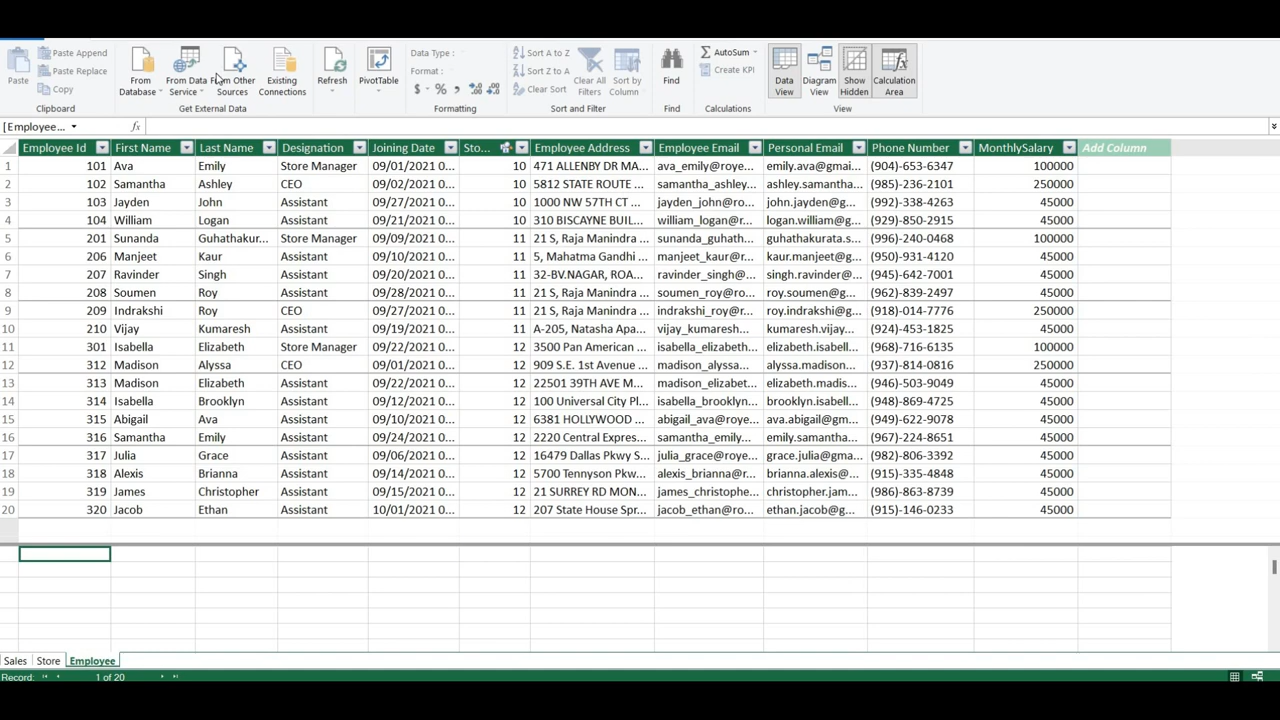 Paste
Paste Append
Paste Replace
Copy
Clipboard
From Database
From Data Service
From Other Sources
Existing Connections
Get External Data
Refresh
PivotTable
Data Type :
Format :
$ % , .00
Formatting
Sort A to Z
Sort Z to A
Clear Sort
Clear All Filters
Sort by Column
Sort and Filter
Find
Find
AutoSum
Create KPI
Calculations
Data View
Diagram View
Show Hidden
Calculation Area
View
[Employee... fx
Employee Id First Name Last Name Designation Joining Date Sto... Employee Address Employee Email Personal Email Phone Number MonthlySalary Add Column
1 101 Ava Emily Store Manager 09/01/2021 0... 10 471 ALLENBY DR MA... ava_emily@roye... emily.ava@gmai... (904)-653-6347 100000
2 102 Samantha Ashley CEO 09/02/2021 0... 10 5812 STATE ROUTE ... samantha_ashley... ashley.samantha... (985)-236-2101 250000
3 103 Jayden John Assistant 09/27/2021 0... 10 1000 NW 57TH CT ... jayden_john@ro... john.jayden@g... (992)-338-4263 45000
4 104 William Logan Assistant 09/21/2021 0... 10 310 BISCAYNE BUIL... william_logan@r... logan.william@g... (929)-850-2915 45000
5 201 Sunanda Guhathakur... Store Manager 09/09/2021 0... 11 21 S, Raja Manindra ... sunanda_guhath... guhathakurata.s... (996)-240-0468 100000
6 206 Manjeet Kaur Assistant 09/10/2021 0... 11 5, Mahatma Gandhi ... manjeet_kaur@r... kaur.manjeet@g... (950)-931-4120 45000
7 207 Ravinder Singh Assistant 09/20/2021 0... 11 32-BV.NAGAR, ROA... ravinder_singh@... singh.ravinder@... (945)-642-7001 45000
8 208 Soumen Roy Assistant 09/28/2021 0... 11 21 S, Raja Manindra ... soumen_roy@ro... roy.soumen@g... (962)-839-2497 45000
9 209 Indrakshi Roy CEO 09/27/2021 0... 11 21 S, Raja Manindra ... indrakshi_roy@r... roy.indrakshi@g... (918)-014-7776 250000
10 210 Vijay Kumaresh Assistant 09/19/2021 0... 11 A-205, Natasha Apa... vijay_kumaresh... kumaresh.vijay... (924)-453-1825 45000
11 301 Isabella Elizabeth Store Manager 09/22/2021 0... 12 3500 Pan American ... isabella_elizabeth... elizabeth.isabell... (968)-716-6135 100000
12 312 Madison Alyssa CEO 09/01/2021 0... 12 909 S.E. 1st Avenue ... madison_alyssa... alyssa.madison... (937)-814-0816 250000
13 313 Madison Elizabeth Assistant 09/22/2021 0... 12 22501 39TH AVE M... madison_elizabet... elizabeth.madis... (946)-503-9049 45000
14 314 Isabella Brooklyn Assistant 09/12/2021 0... 12 100 Universal City Pl... isabella_brooklyn... brooklyn.isabell... (948)-869-4725 45000
15 315 Abigail Ava Assistant 09/10/2021 0... 12 6381 HOLLYWOOD ... abigail_ava@roye... ava.abigail@gm... (949)-622-9078 45000
16 316 Samantha Emily Assistant 09/24/2021 0... 12 2220 Central Expres... samantha_emily... emily.samantha... (967)-224-8651 45000
17 317 Julia Grace Assistant 09/06/2021 0... 12 16479 Dallas Pkwy S... julia_grace@roye... grace.julia@gma... (982)-806-3392 45000
18 318 Alexis Brianna Assistant 09/14/2021 0... 12 5700 Tennyson Pkw... alexis_brianna@r... brianna.alexis@... (915)-335-4848 45000
19 319 James Christopher Assistant 09/15/2021 0... 12 21 SURREY RD MON... james_christophe... christopher.jam... (986)-863-8739 45000
20 320 Jacob Ethan Assistant 10/01/2021 0... 12 207 State House Spr... jacob_ethan@ro... ethan.jacob@g... (915)-146-0233 45000
Sales Store Employee
Record: 1 of 20